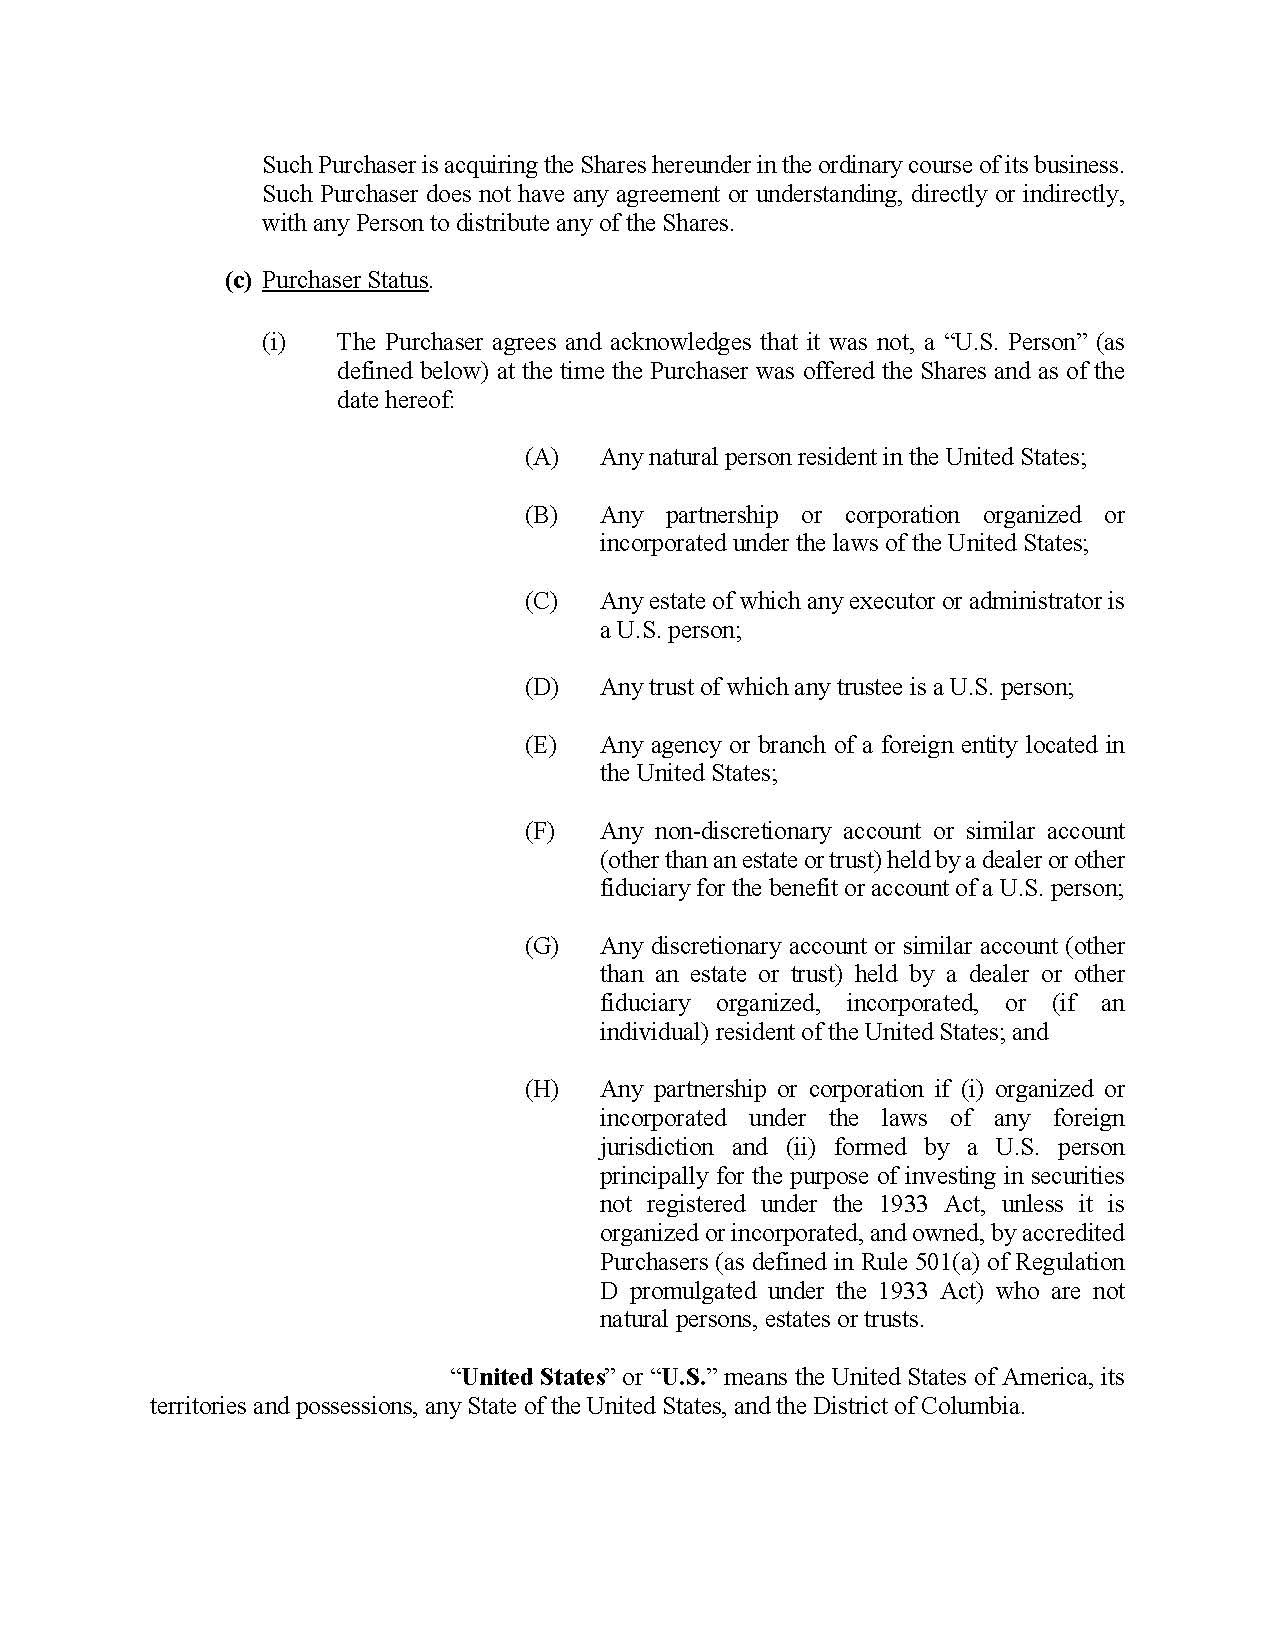 Such Purchaser is acquiring the Shares hereunder in the ordinary course of its business.
Such Purchaser does not have any agreement or understanding, directly or indirectly,
with any Person to distribute any of the Shares.
(c) Purchaser Status.
(i) The Purchaser agrees and acknowledges that it was not, a “U.S. Person” (as
defined below) at the time the Purchaser was offered the Shares and as of the
date hereof:
(A) Any natural person resident in the United States;
(B) Any partnership or corporation organized or
incorporated under the laws of the United States;
(C) Any estate of which any executor or administrator is
a U.S. person;
(D) Any trust of which any trustee is a U.S. person;
(E) Any agency or branch of a foreign entity located in
the United States;
(F) Any non-discretionary account or similar account
(other than an estate or trust) held by a dealer or other
fiduciary for the benefit or account of a U.S. person;
(G) Any discretionary account or similar account (other
than an estate or trust) held by a dealer or other
fiduciary organized, incorporated, or (if an
individual) resident of the United States; and
(H) Any partnership or corporation if (i) organized or
incorporated under the laws of any foreign
jurisdiction and (ii) formed by a U.S. person
principally for the purpose of investing in securities
not registered under the 1933 Act, unless it is
organized or incorporated, and owned, by accredited
Purchasers (as defined in Rule 501(a) of Regulation
D promulgated under the 1933 Act) who are not
natural persons, estates or trusts.
“United States” or “U.S.” means the United States of America, its
territories and possessions, any State of the United States, and the District of Columbia.